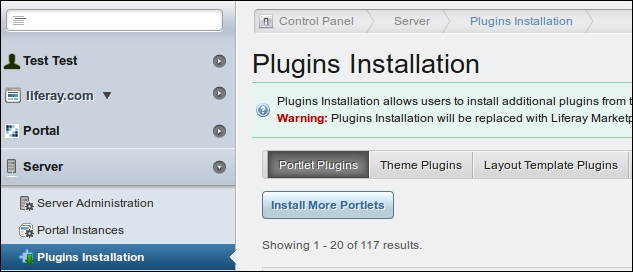 Test Test
liferay.com
Portal
Server
Server Administration
Portal Instances
Plugins Installation
Control Panel Server Plugins Installation
Plugins Installation
Plugins Installation allows users to install additional plugins from
Warning: Plugins Installation will be replaced with Liferay
Portlet Plugins Theme Plugins Layout Template Plugins
Install More Portlets
Showing 1 - 20 of 117 results.